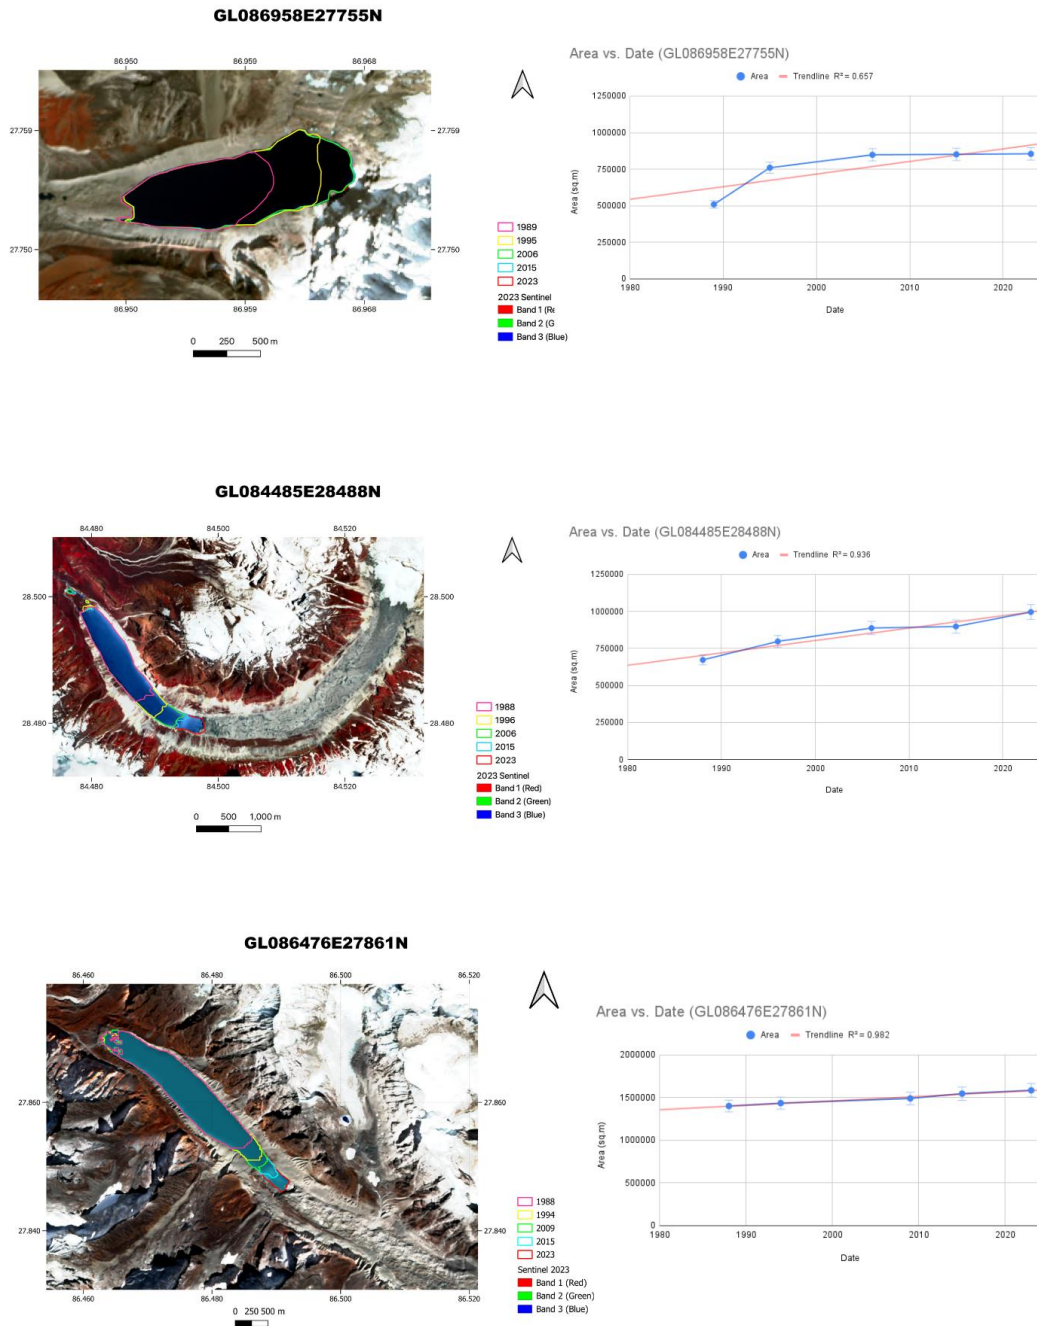 GL086958E27755N
86.950 86.959 86.968
27.759 27.759
27.750 27.750
86.950 86.959 86.968
0 250 500 m
1989
1995
2006
2015
2023
2023 Sentinel
Band 1 (Re
Band 2 (G
Band 3 (Blue)
Area vs. Date (GL086958E27755N)
Area Trendline R² = 0.657
1250000
1000000
750000
500000
250000
0
Area (sq.m)
1980 1990 2000 2010 2020
Date
GL084485E28488N
84.480 84.500 84.520
28.500 28.500
28.480 28.480
84.480 84.500 84.520
0 500 1,000 m
1988
1996
2006
2015
2023
2023 Sentinel
Band 1 (Red)
Band 2 (Green)
Band 3 (Blue)
Area vs. Date (GL084485E28488N)
Area Trendline R² = 0.936
1250000
1000000
750000
500000
250000
0
Area (sq.m)
1980 1990 2000 2010 2020
Date
GL086476E27861N
86.460 86.480 86.500 86.520
27.860 27.860
27.840 27.840
86.460 86.480 86.500 86.520
0 250 500 m
1988
1994
2009
2015
2023
Sentinel 2023
Band 1 (Red)
Band 2 (Green)
Band 3 (Blue)
Area vs. Date (GL086476E27861N)
Area Trendline R² = 0.982
2000000
1500000
1000000
500000
0
Area (sq.m)
1980 1990 2000 2010 2020
Date